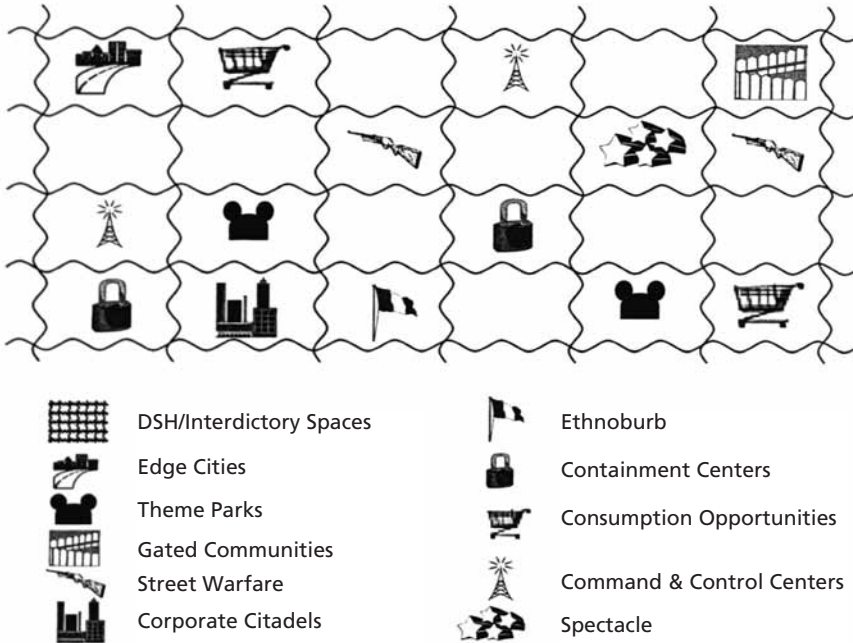 DSH/Interdictory Spaces
Edge Cities
Theme Parks
Gated Communities
Street Warfare
Corporate Citadels
Ethnoburb
Containment Centers
Consumption Opportunities
Command & Control Centers
Spectacle